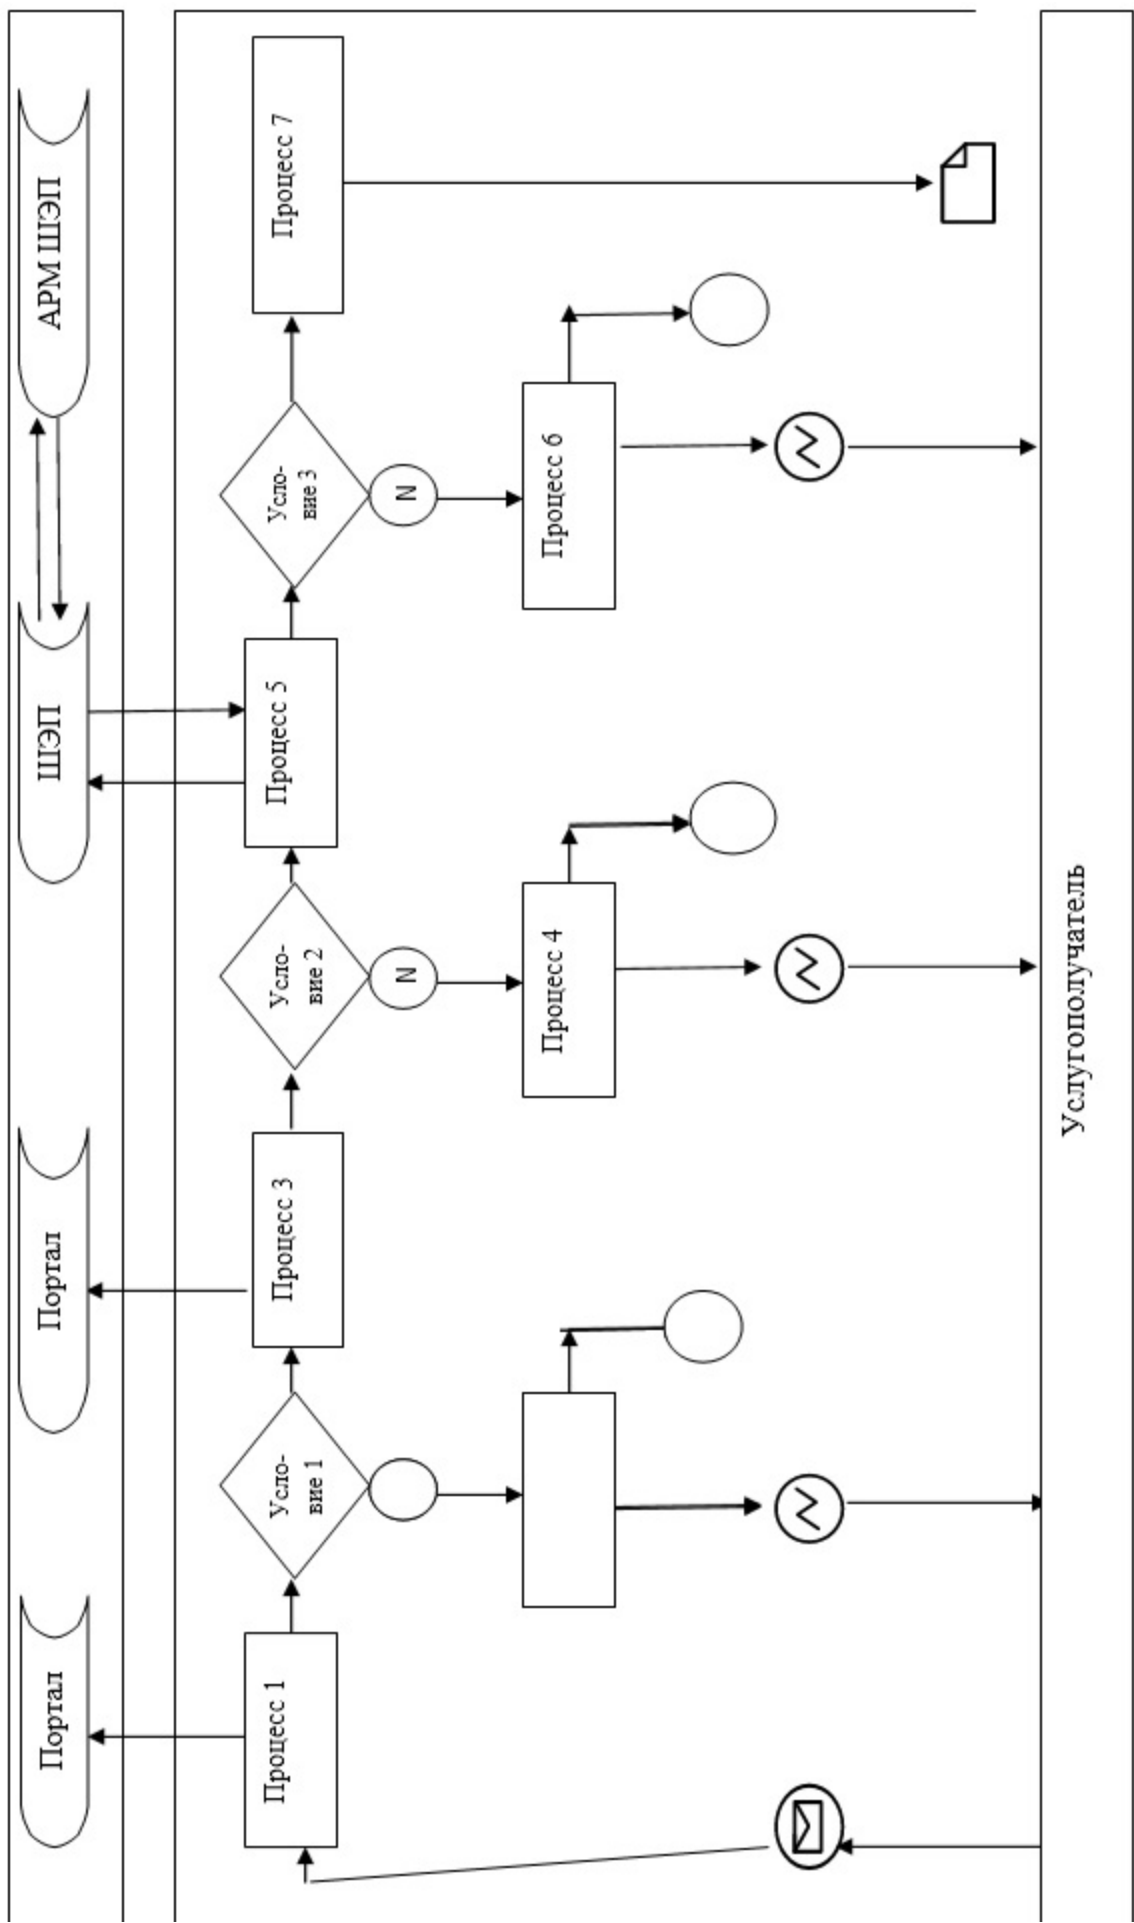 Портал
Портал
ШЭП
АРМ ШЭП
Процесс 1
Усло-
вие 1
Процесс 3
Усло-
вие 2
Процесс 5
Усло-
вие 3
Процесс 7
N
N
Процесс 4
Процесс 6
Услугополучатель